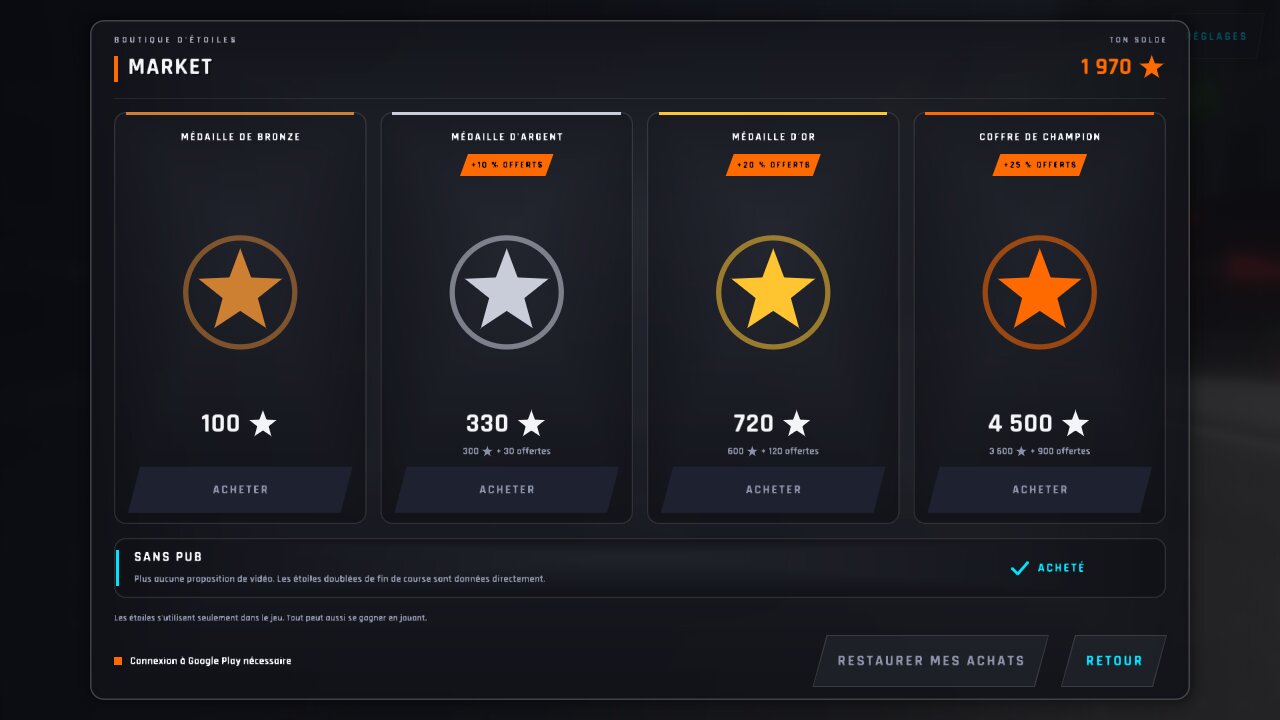 BOUTIQUE D'ÉTOILES
TON SOLDE
RÉGLAGES
MARKET
1 970
MÉDAILLE DE BRONZE
MÉDAILLE D'ARGENT
MÉDAILLE D'OR
COFFRE DE CHAMPION
+10 % OFFERTS
+20 % OFFERTS
+25 % OFFERTS
100 ★
330 ★
720 ★
4 500 ★
300 ★ + 30 offertes
600 ★ + 120 offertes
3 600 ★ + 900 offertes
ACHETER
ACHETER
ACHETER
ACHETER
SANS PUB
Plus aucune proposition de vidéo. Les étoiles doublées de fin de course sont données directement.
ACHETÉ
Les étoiles s'utilisent seulement dans le jeu. Tout peut aussi se gagner en jouant.
Connexion à Google Play nécessaire
RESTAURER MES ACHATS
RETOUR